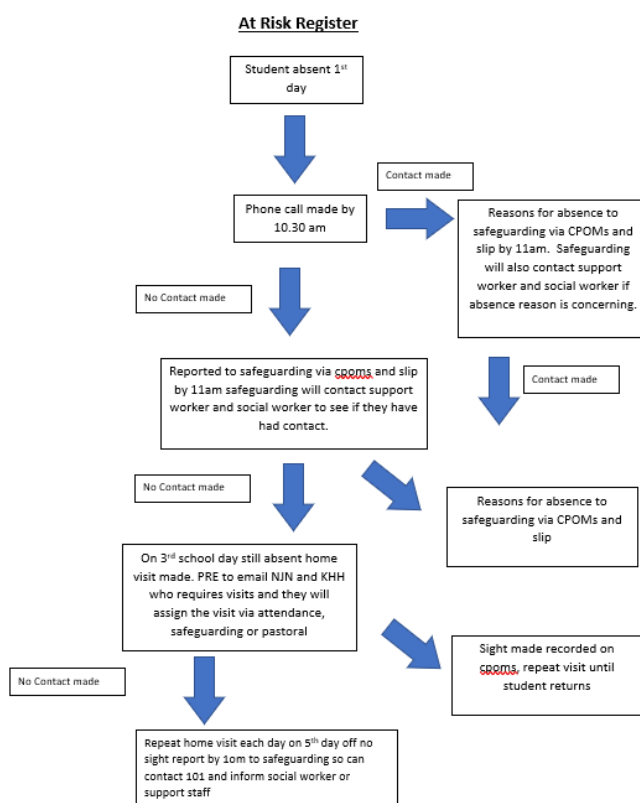 At Risk Register
Student absent 1st
day
Contact made
Phone call made by
10.30 am
Reasons for absence to
safeguarding via CPOMs and
slip by 11am. Safeguarding
will also contact support
worker and social worker if
absence reason is concerning.
No Contact made
Reported to safeguarding via cpoms and slip
by 11am safeguarding will contact support
worker and social worker to see if they have
had contact.
Contact made
No Contact made
Reasons for absence to
safeguarding via CPOMs and
slip
On 3rd school day still absent home
visit made. PRE to email NJN and KHH
who requires visits and they will
assign the visit via attendance,
safeguarding or pastoral
Sight made recorded on
cpoms, repeat visit until
student returns
No Contact made
Repeat home visit each day on 5th day off no
sight report by 1om to safeguarding so can
contact 101 and inform social worker or
support staff